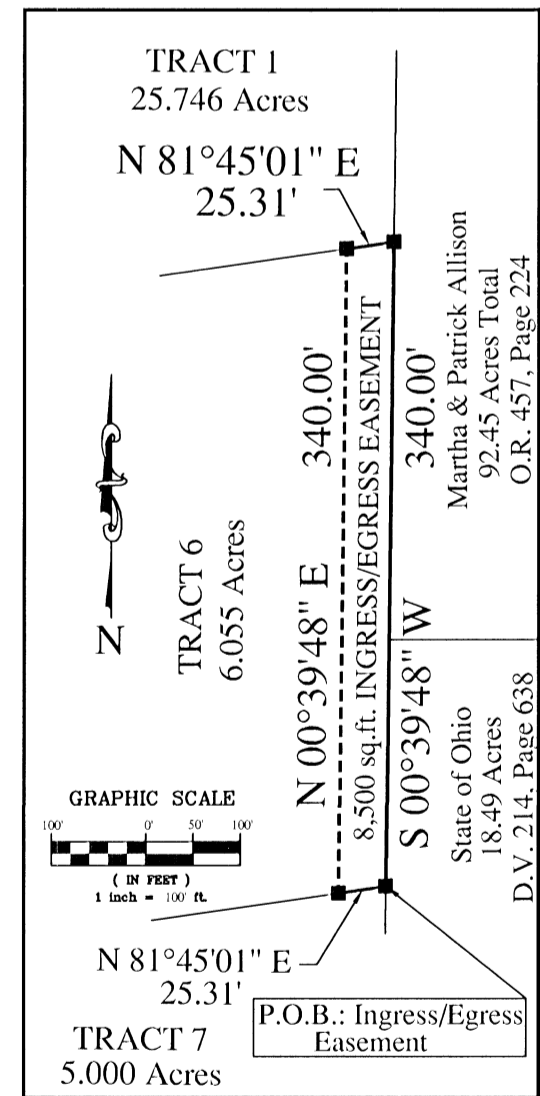 TRACT 1
25.746 Acres
N 81°45'01" E
25.31'
N 00°39'48" E 340.00'
8,500 sq.ft. INGRESS/EGRESS EASEMENT
S 00°39'48" W 340.00'
Martha & Patrick Allison
92.45 Acres Total
O.R. 457, Page 224
N
TRACT 6
6.055 Acres
State of Ohio
18.49 Acres
D.V. 214, Page 638
GRAPHIC SCALE
100' 0' 50' 100'
( IN FEET )
1 inch = 100' ft.
N 81°45'01" E
25.31'
P.O.B.: Ingress/Egress
Easement
TRACT 7
5.000 Acres